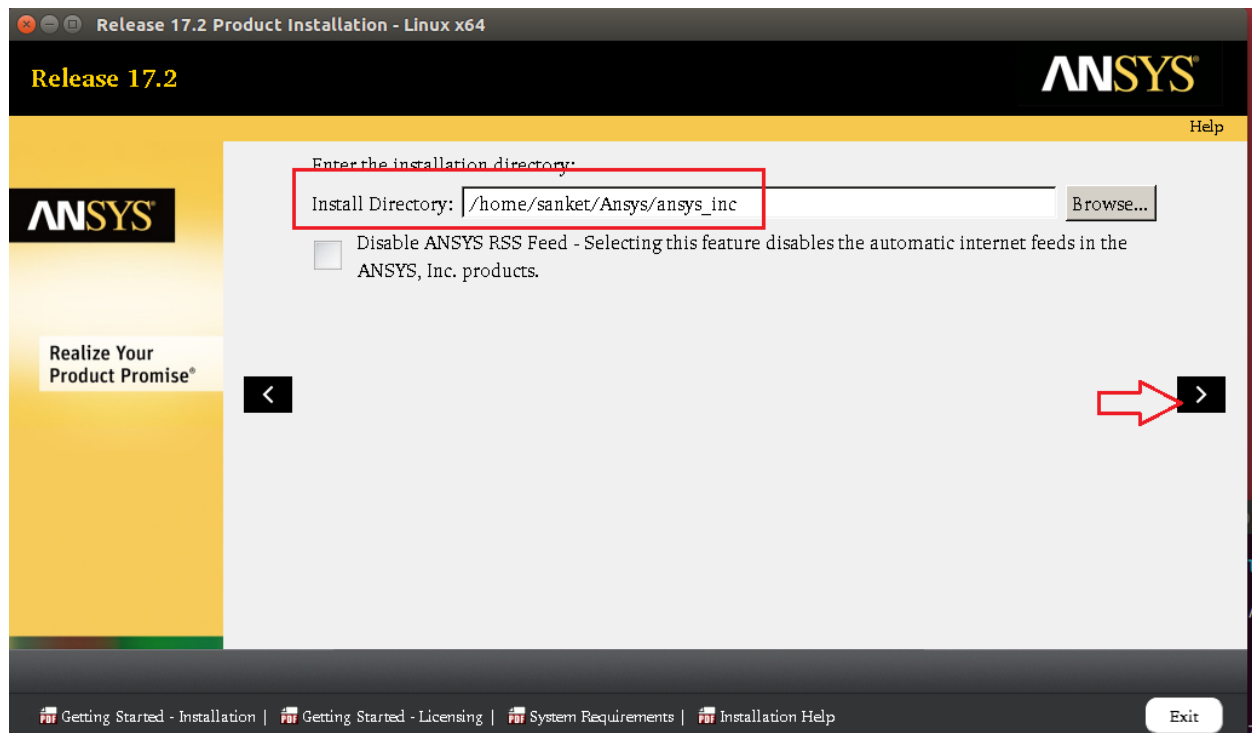 Release 17.2 Product Installation - Linux x64
Release 17.2
ANSYS®
Help
Enter the installation directory:
Install Directory: /home/sanket/Ansys/ansys_inc
Browse...
Disable ANSYS RSS Feed - Selecting this feature disables the automatic internet feeds in the
ANSYS, Inc. products.
ANSYS®
Realize Your
Product Promise®
<
>
Getting Started - Installation | Getting Started - Licensing | System Requirements | Installation Help
Exit